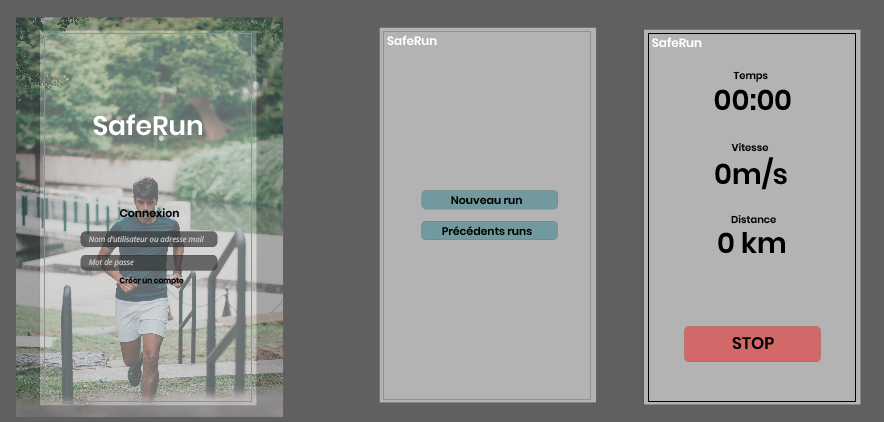 SafeRun
Connexion
Nom d'utilisateur ou adresse mail
Mot de passe
Créer un compte
SafeRun
Nouveau run
Précédents runs
SafeRun
Temps
00:00
Vitesse
0m/s
Distance
0 km
STOP